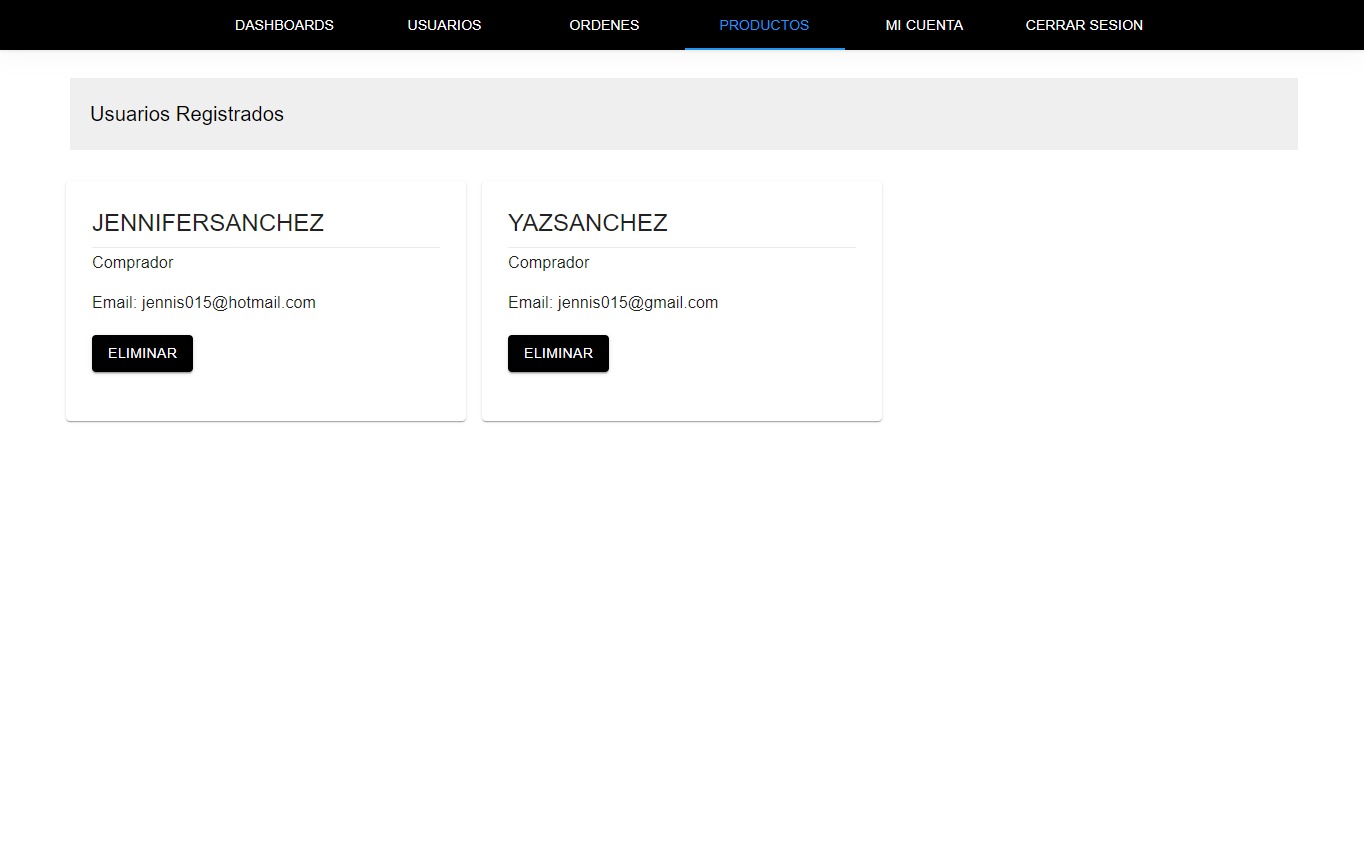 DASHBOARDS USUARIOS ORDENES PRODUCTOS MI CUENTA CERRAR SESION
Usuarios Registrados
JENNIFERSANCHEZ
Comprador
Email: jennis015@hotmail.com
ELIMINAR
YAZSANCHEZ
Comprador
Email: jennis015@gmail.com
ELIMINAR